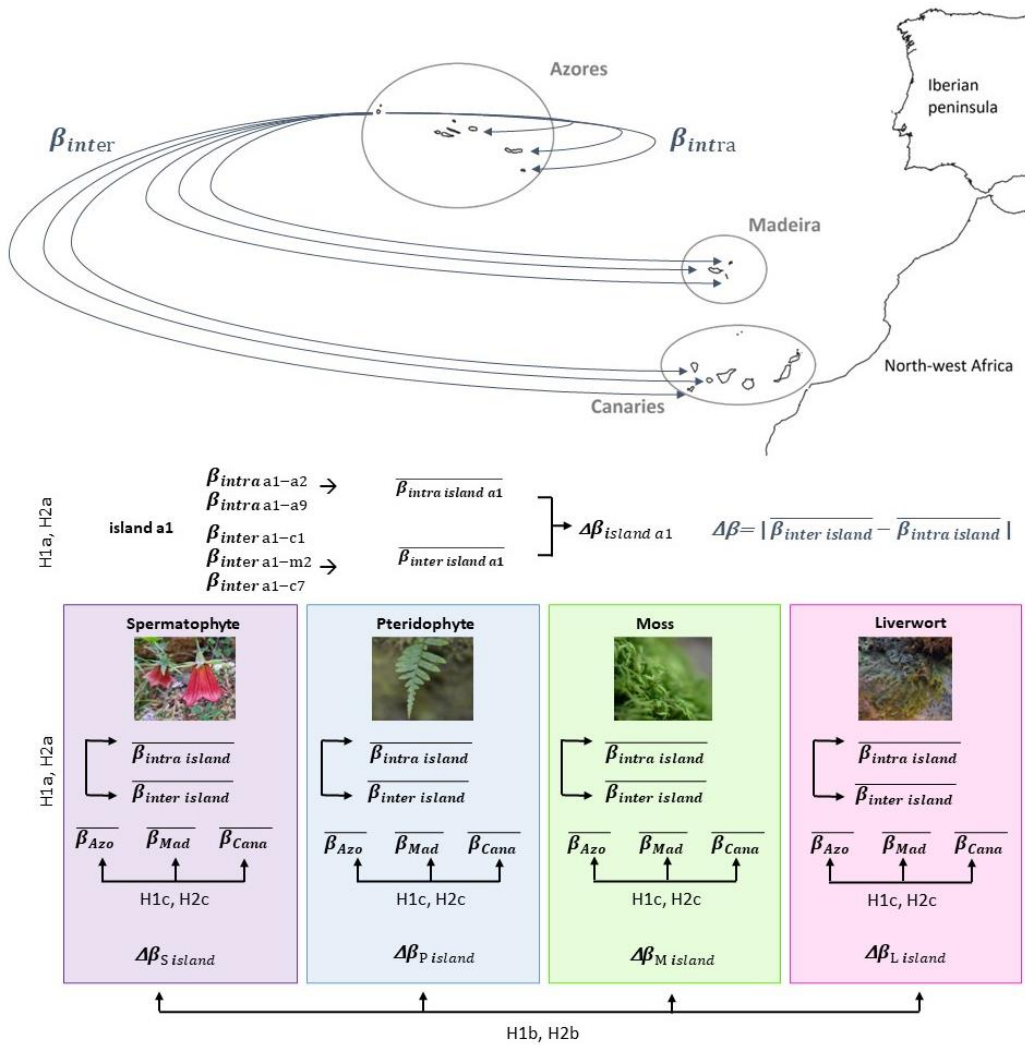 Azores
Iberian
peninsula
βinter
βintra
Madeira
North-west Africa
Canaries
H1a, H2a
βintra a1−a2
βintra a1−a9
island a1
βinter a1−c1
βinter a1−m2
βinter a1−c7
βintra island a1
βinter island a1
Δβisland a1
Δβ= | βinter island − βintra island |
H1a, H2a
Spermatophyte
βintra island
βinter island
βAzo βMad βCana
H1c, H2c
ΔβS island
Pteridophyte
βintra island
βinter island
βAzo βMad βCana
H1c, H2c
ΔβP island
Moss
βintra island
βinter island
βAzo βMad βCana
H1c, H2c
ΔβM island
Liverwort
βintra island
βinter island
βAzo βMad βCana
H1c, H2c
ΔβL island
H1b, H2b